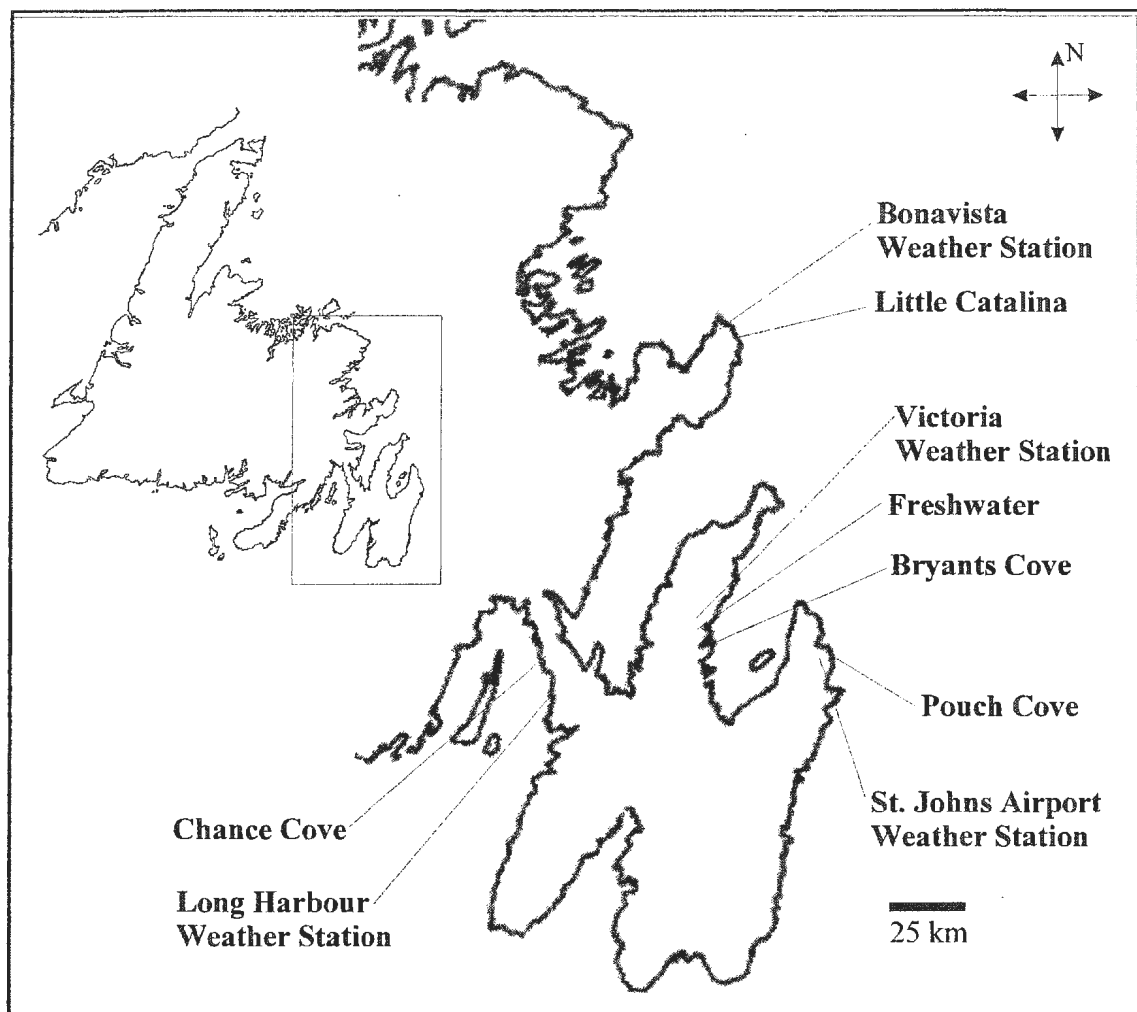 N
Bonavista
Weather Station
Little Catalina
Victoria
Weather Station
Freshwater
Bryants Cove
Pouch Cove
St. Johns Airport
Weather Station
Chance Cove
Long Harbour
Weather Station
25 km